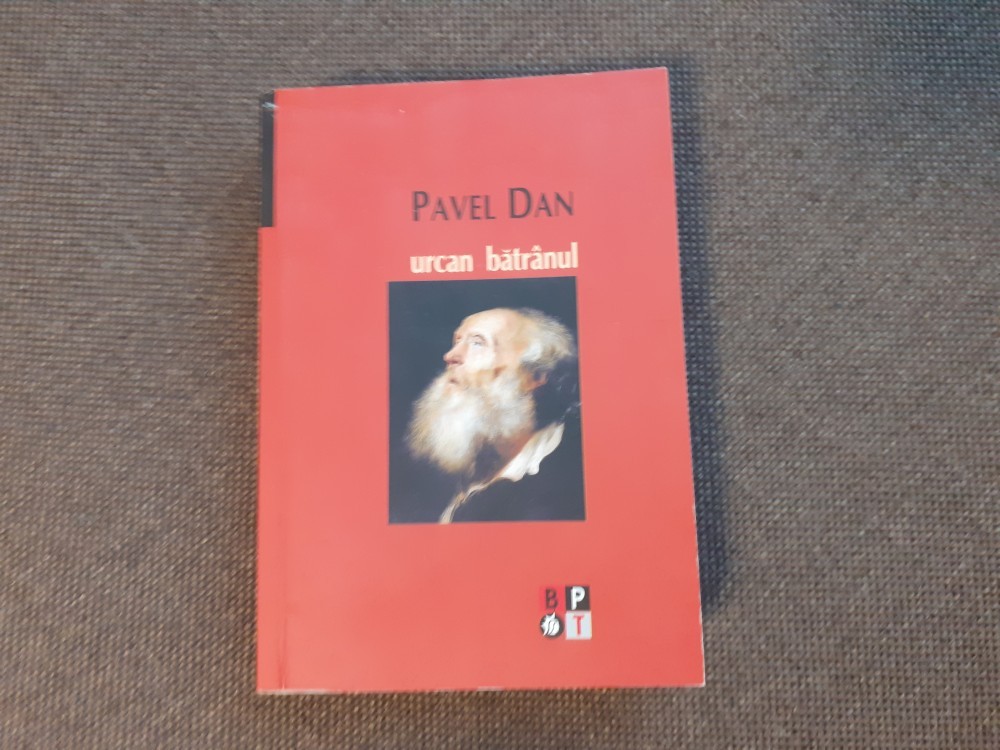 PAVEL DAN
urcan bătrânul
B P
T